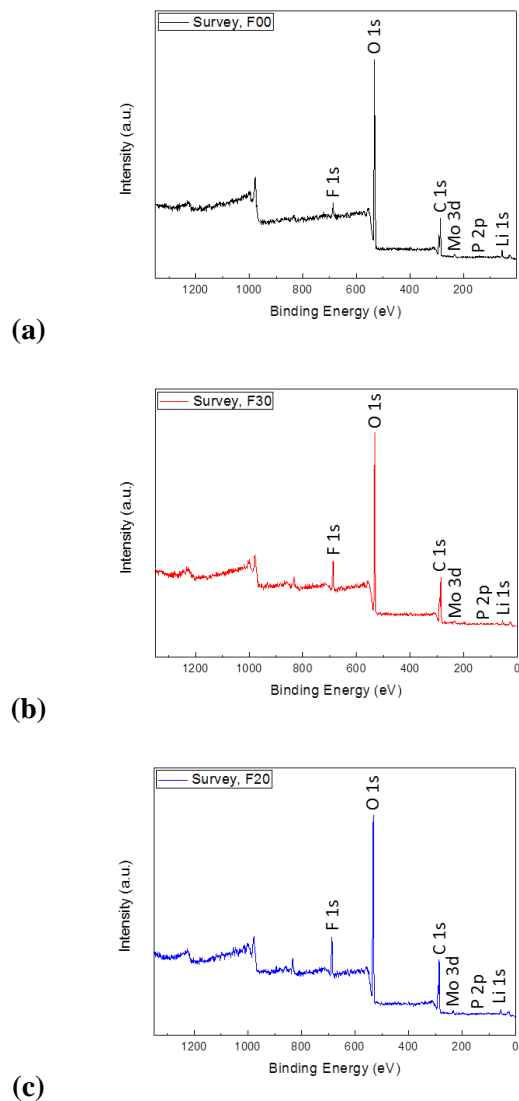 Survey, F00
O 1s
F 1s
C 1s
Mo 3d
P 2p
Li 1s
Intensity (a.u.)
1200 1000 800 600 400 200
Binding Energy (eV)
(a)
Survey, F30
O 1s
F 1s
C 1s
Mo 3d
P 2p
Li 1s
Intensity (a.u.)
1200 1000 800 600 400 200 0
Binding Energy (eV)
(b)
Survey, F20
O 1s
F 1s
C 1s
Mo 3d
P 2p
Li 1s
Intensity (a.u.)
1200 1000 800 600 400 200 0
Binding Energy (eV)
(c)